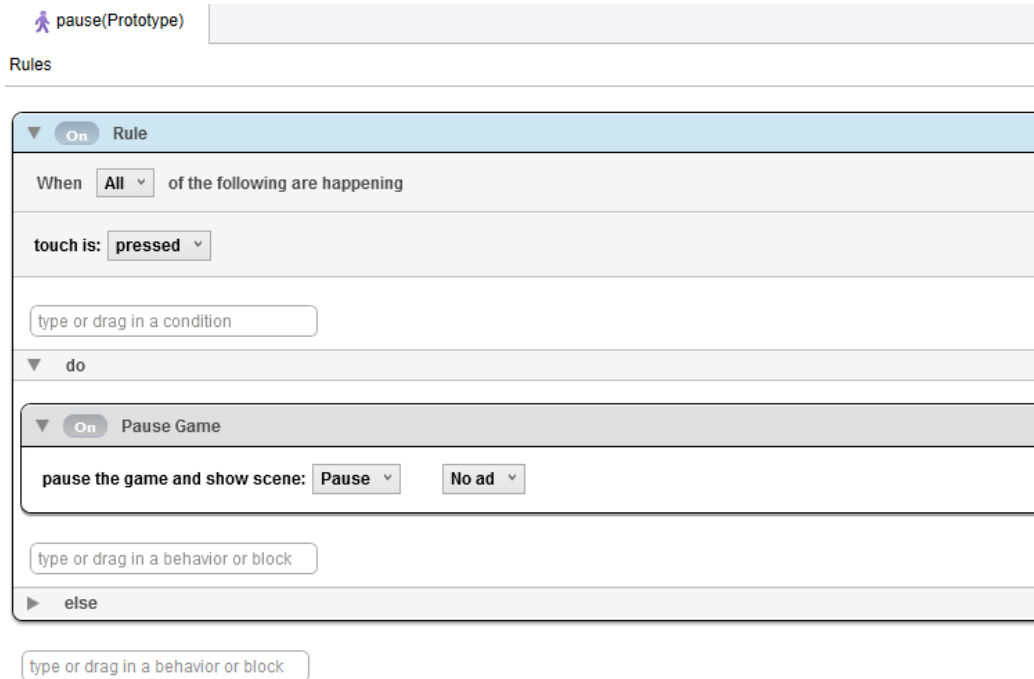 pause(Prototype)
Rules
On Rule
When All of the following are happening
touch is: pressed
type or drag in a condition
do
On Pause Game
pause the game and show scene: Pause No ad
type or drag in a behavior or block
else
type or drag in a behavior or block